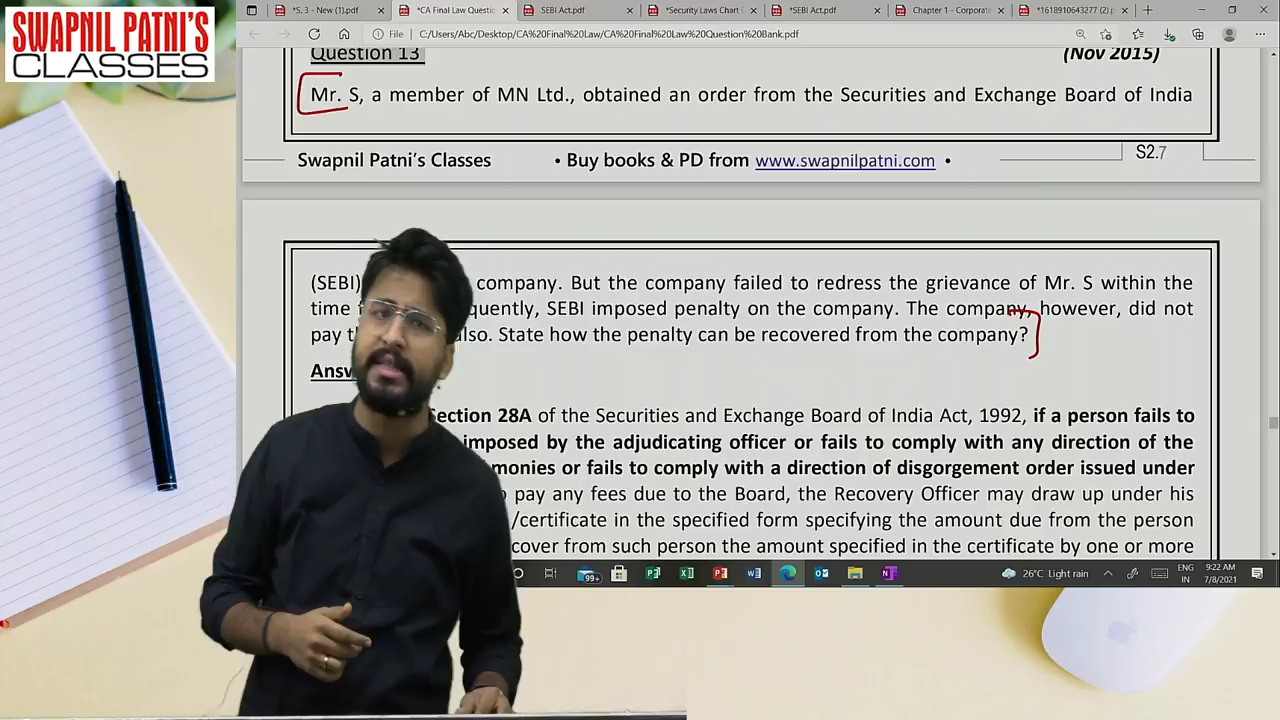 SWAPNIL PATNI'S
CLASSES
*S. 3 - New (1).pdf
*CA Final Law Questio
SEBI Act.pdf
*Security Laws Chart
*SEBI Act.pdf
Chapter 1 - Corporat
*1618910643277 (2).p
File
C:/Users/Abc/Desktop/CA%20Final%20Law/CA%20Final%20Law%20Question%20Bank.pdf
Question 13
(Nov 2015)
Mr. S, a member of MN Ltd., obtained an order from the Securities and Exchange Board of India
Swapnil Patni's Classes
• Buy books & PD from www.swapnilpatni.com •
S2.7
(SEBI) company. But the company failed to redress the grievance of Mr. S within the
time quently, SEBI imposed penalty on the company. The company, however, did not
pay also. State how the penalty can be recovered from the company?
Answ
ection 28A of the Securities and Exchange Board of India Act, 1992, if a person fails to
imposed by the adjudicating officer or fails to comply with any direction of the
monies or fails to comply with a direction of disgorgement order issued under
pay any fees due to the Board, the Recovery Officer may draw up under his
/certificate in the specified form specifying the amount due from the person
cover from such person the amount specified in the certificate by one or more
99+
26°C Light rain
ENG
IN
9:22 AM
7/8/2021